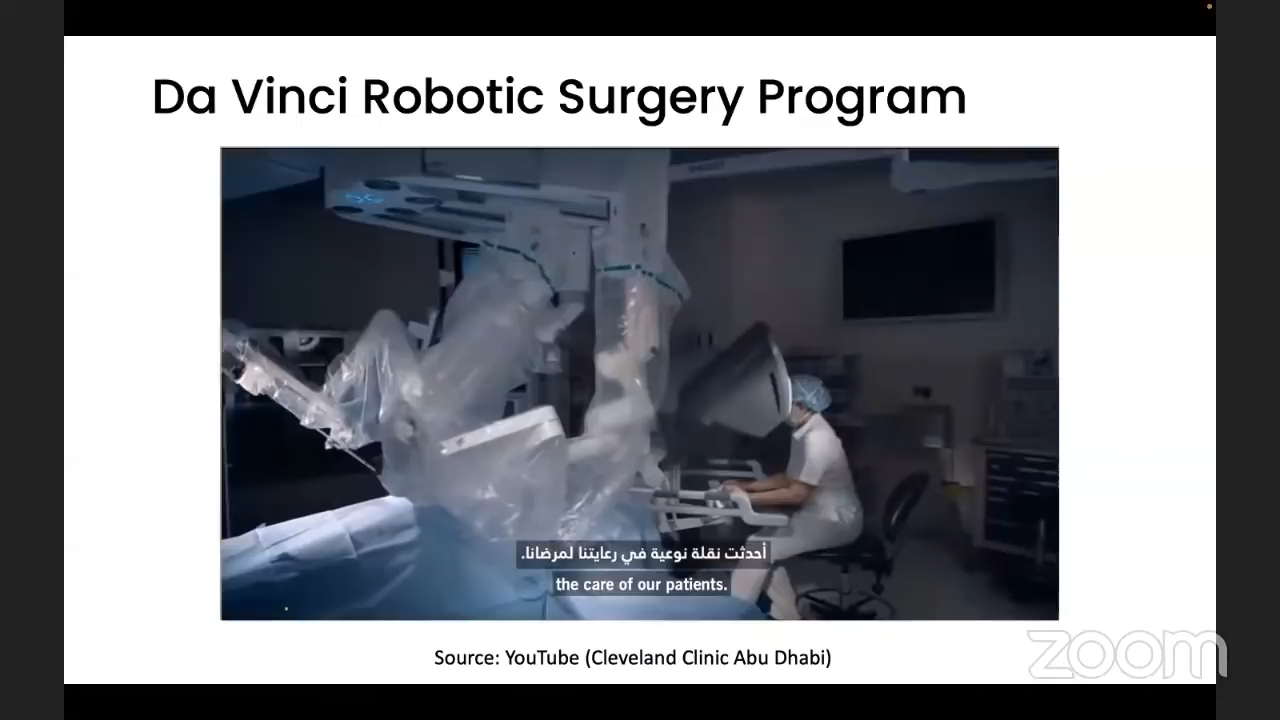 Da Vinci Robotic Surgery Program
أحدثت نقلة نوعية في رعايتنا لمرضانا.
the care of our patients.
Source: YouTube (Cleveland Clinic Abu Dhabi)
zoom